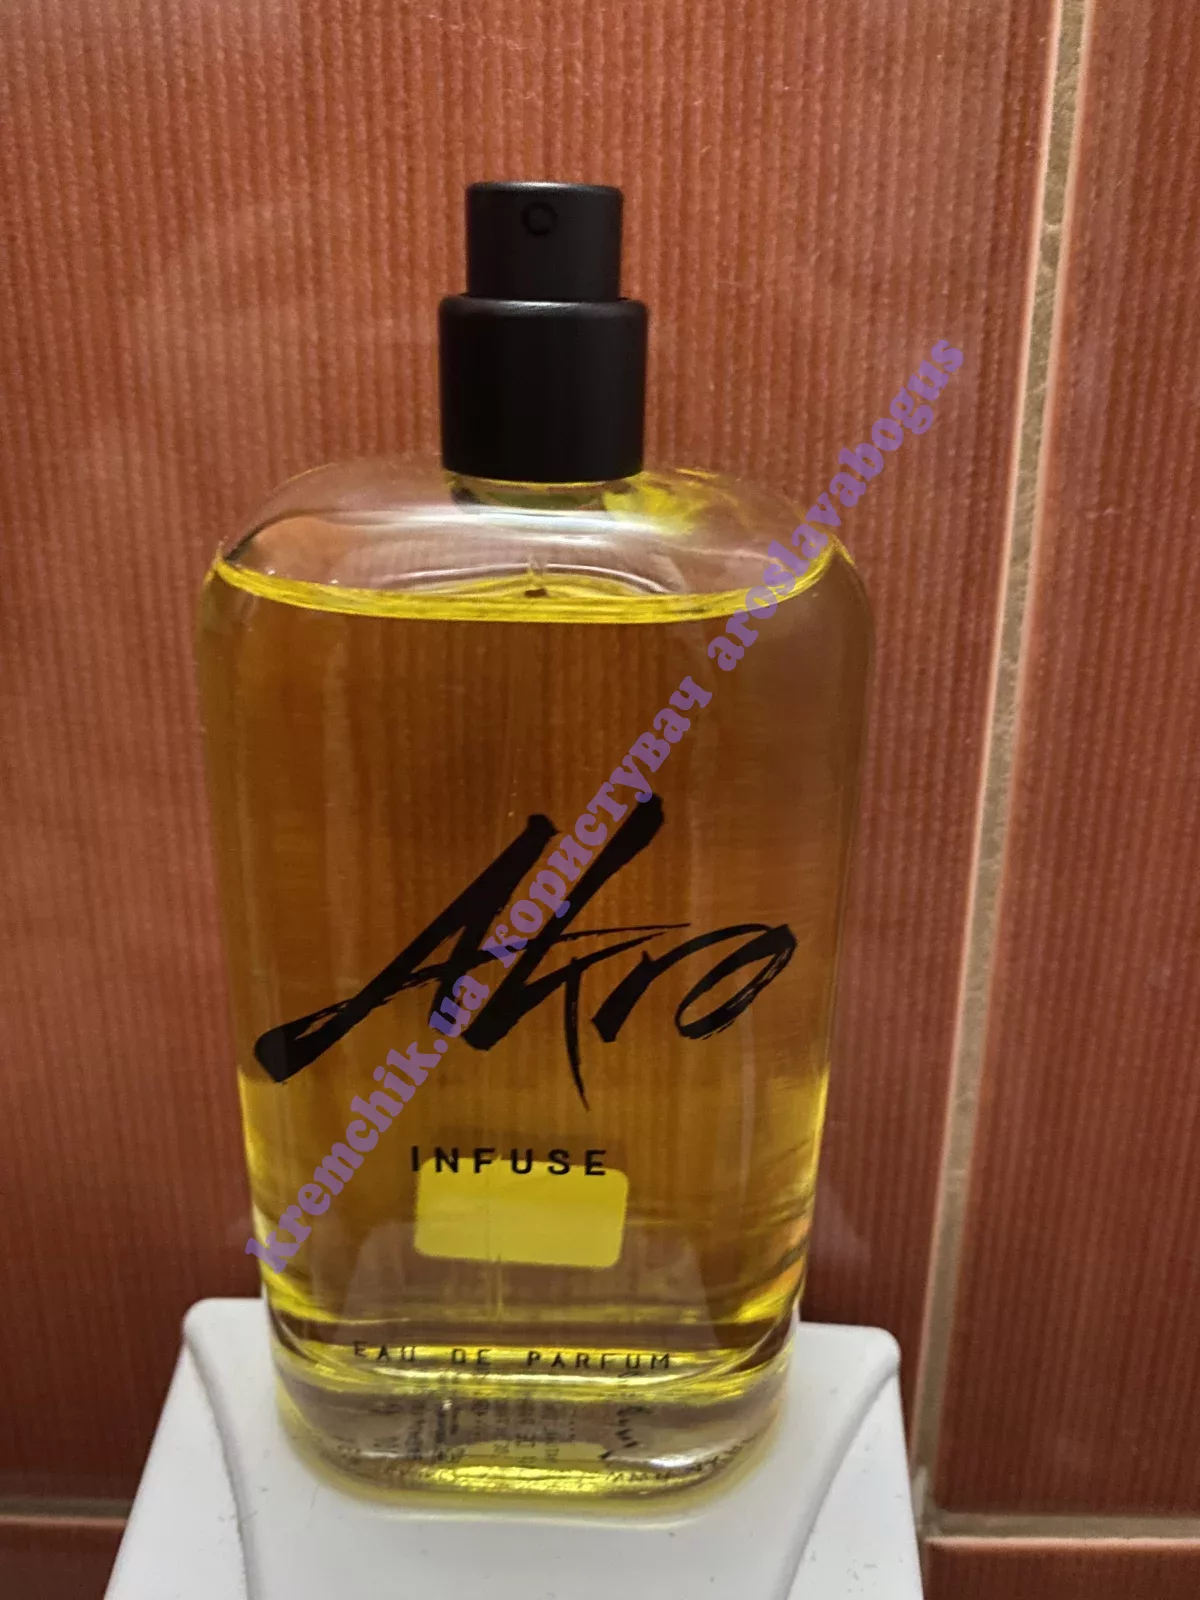 Akro
INFUSE
EAU DE PARFUM
kremchik.ua користувач aroslavabogus